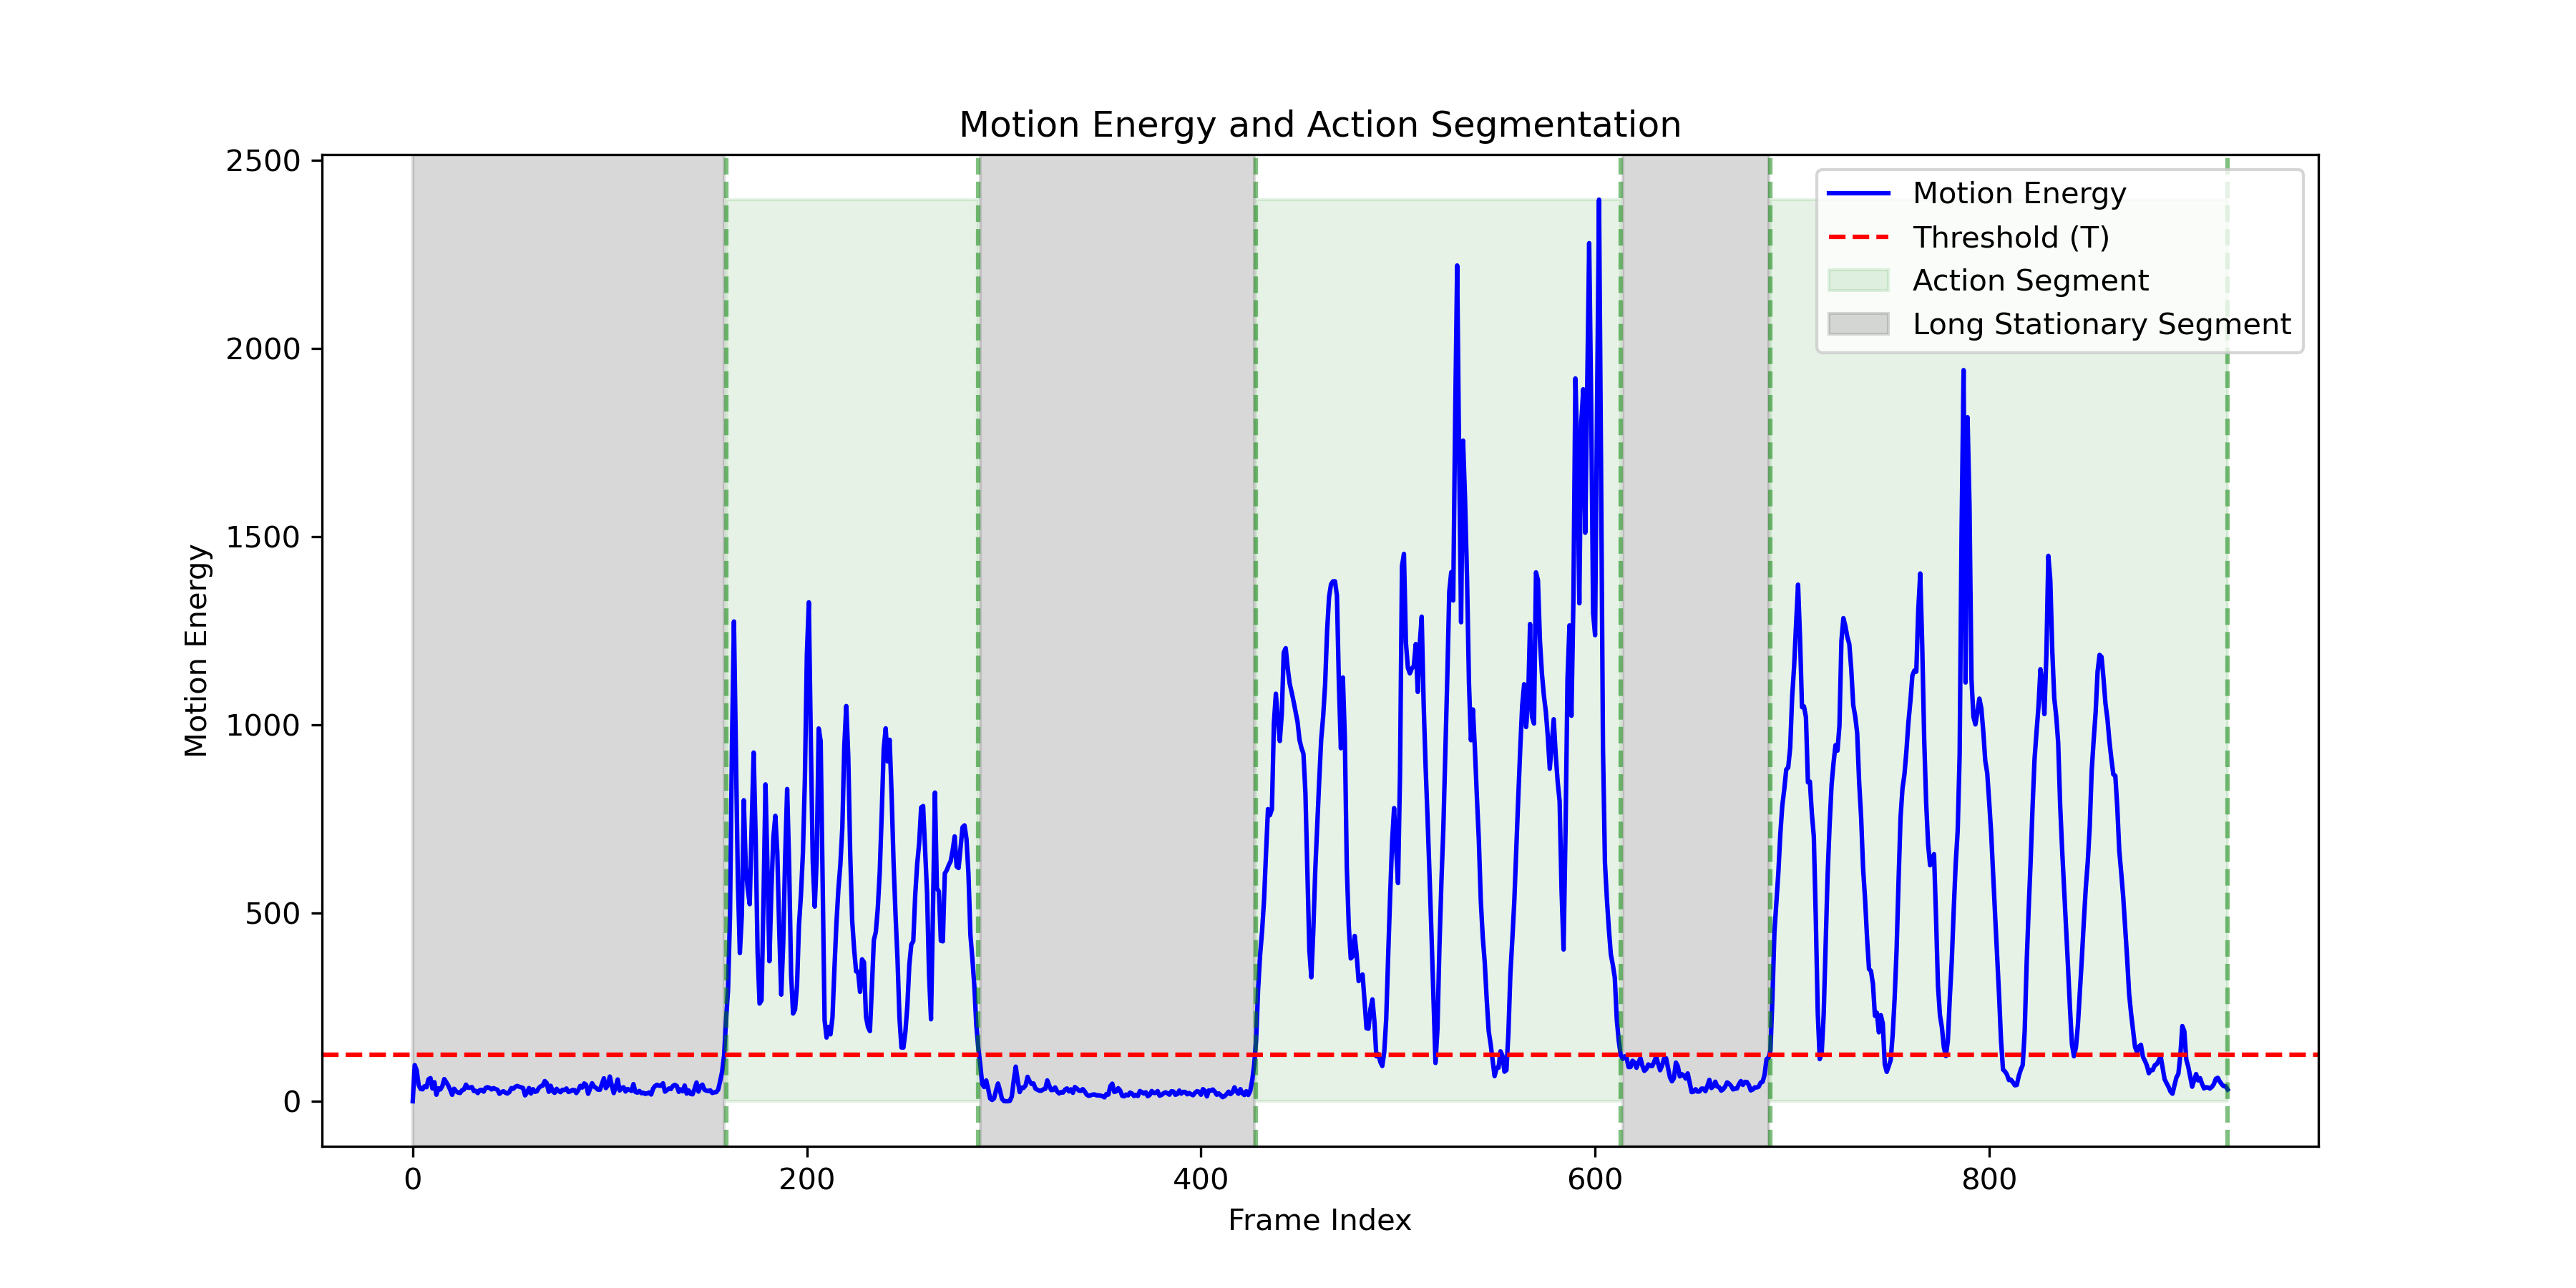 Motion Energy and Action Segmentation
2500
2000
1500
1000
500
0
Motion Energy
Motion Energy
Threshold (T)
Action Segment
Long Stationary Segment
0
200
400
600
800
Frame Index